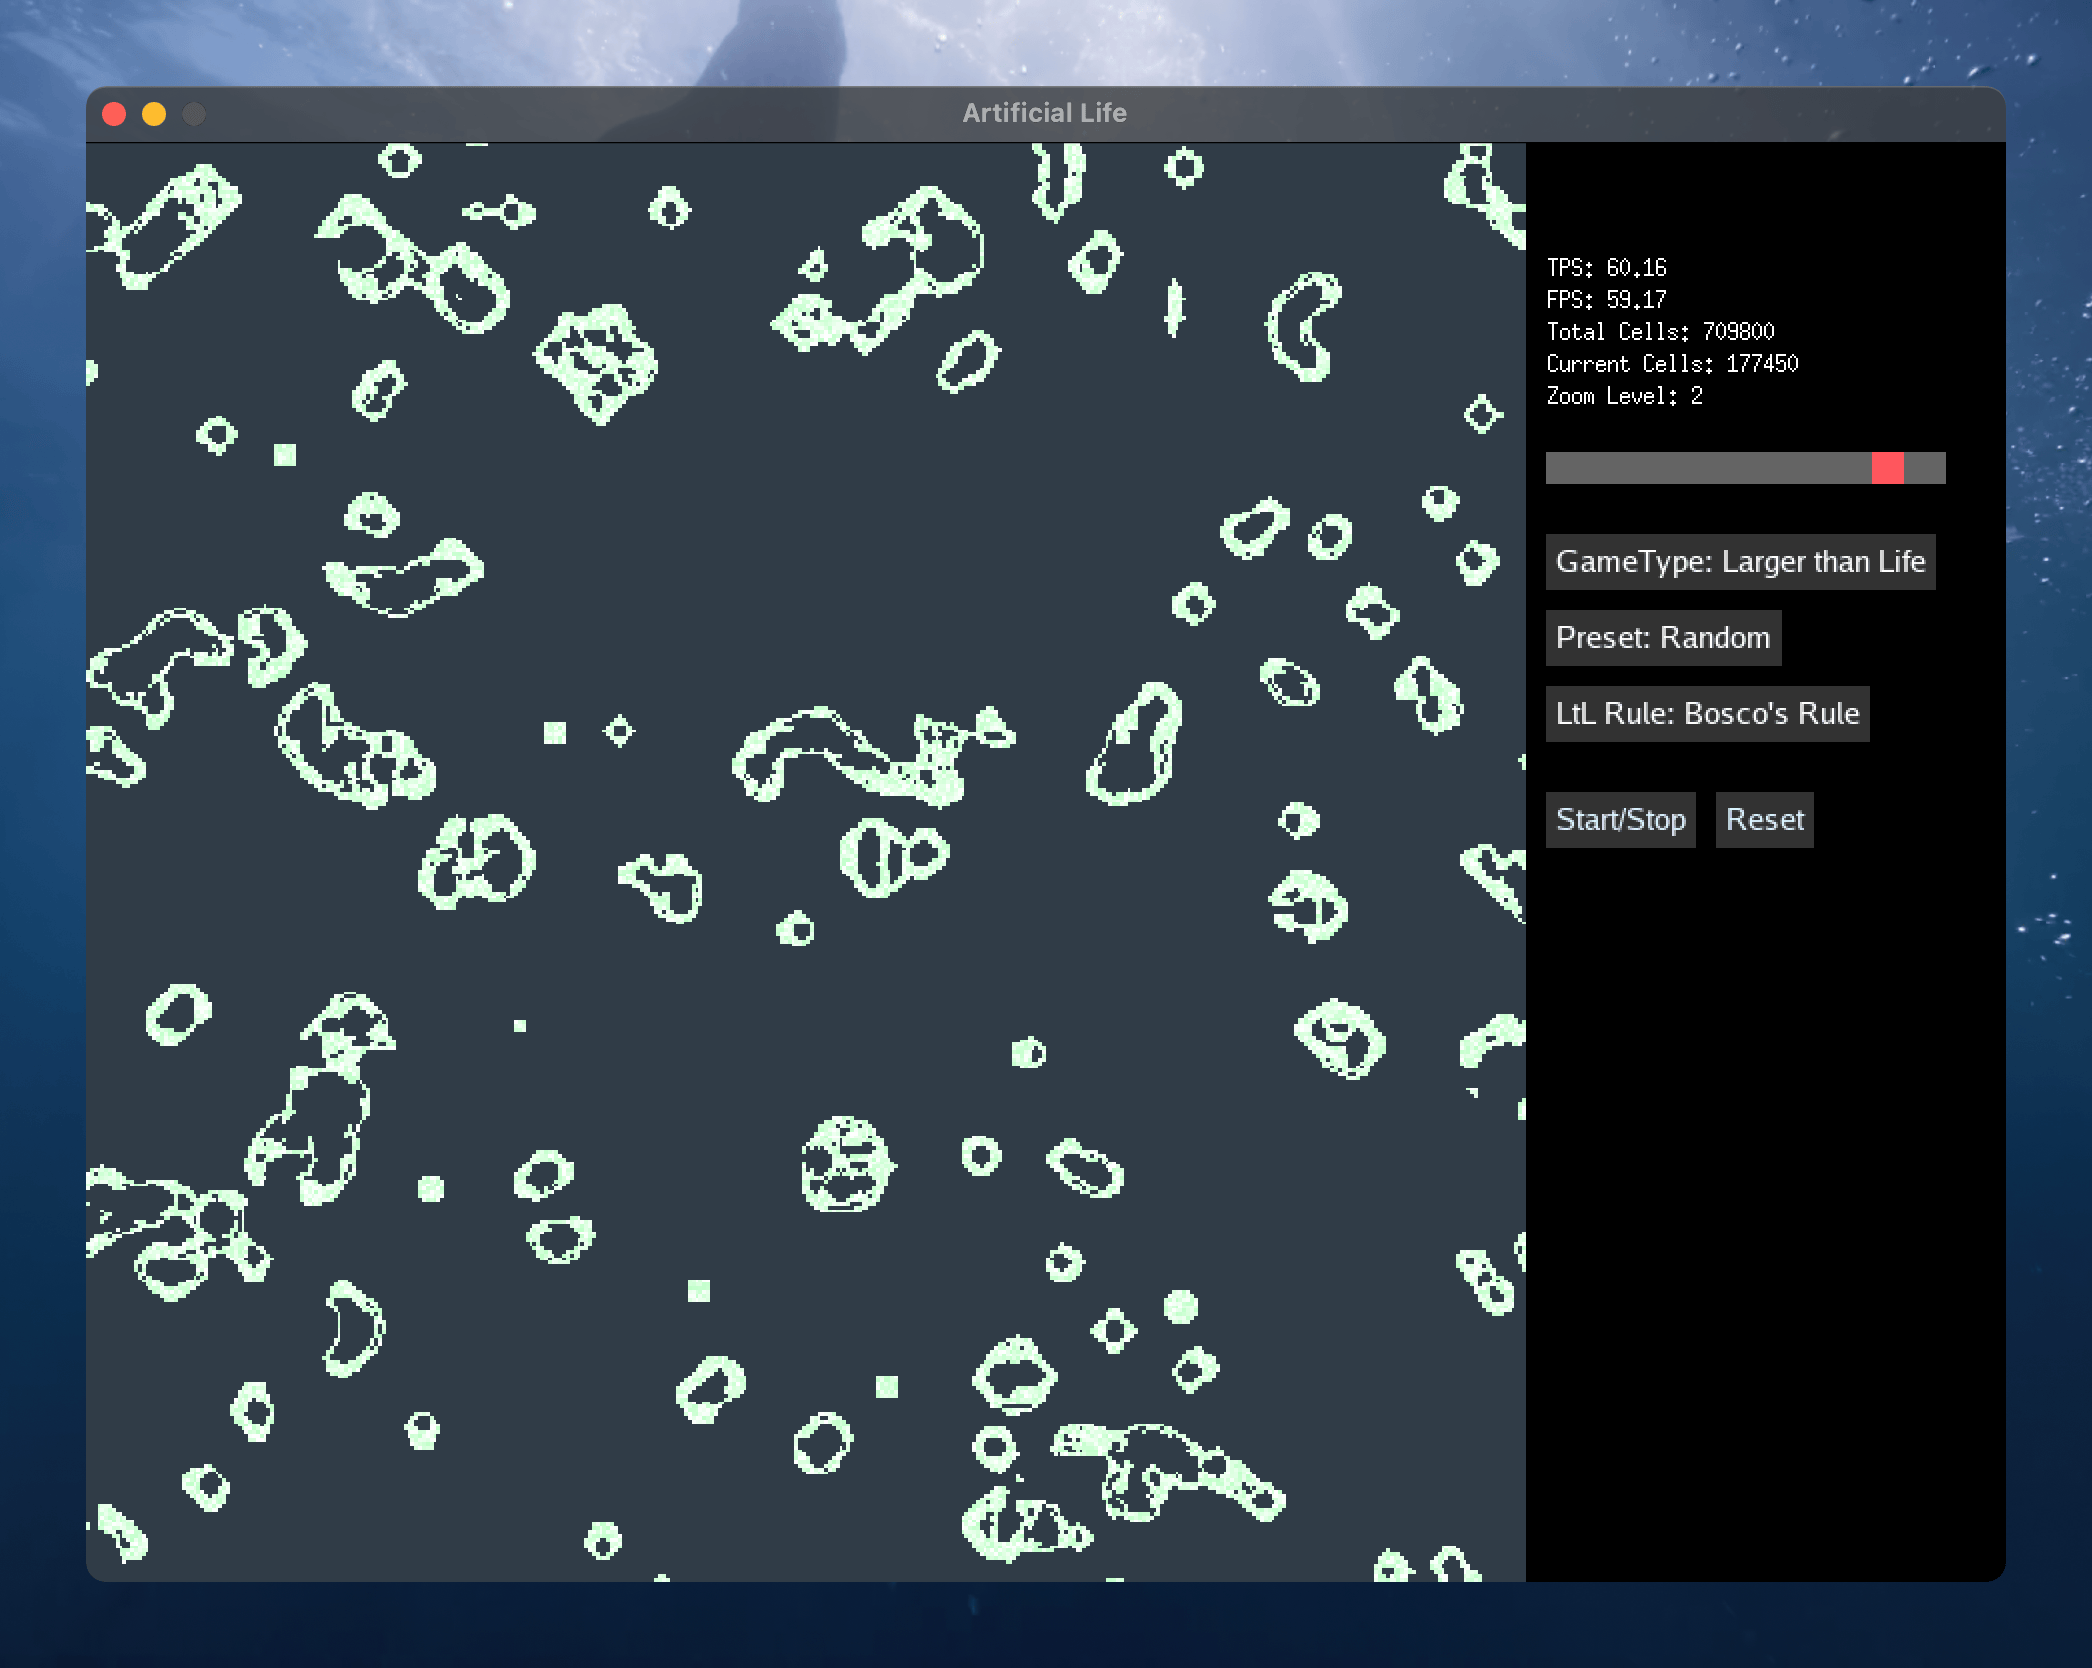 Artificial Life
TPS: 60.16
FPS: 59.17
Total Cells: 709800
Current Cells: 177450
Zoom Level: 2
GameType: Larger than Life
Preset: Random
LtL Rule: Bosco's Rule
Start/Stop Reset